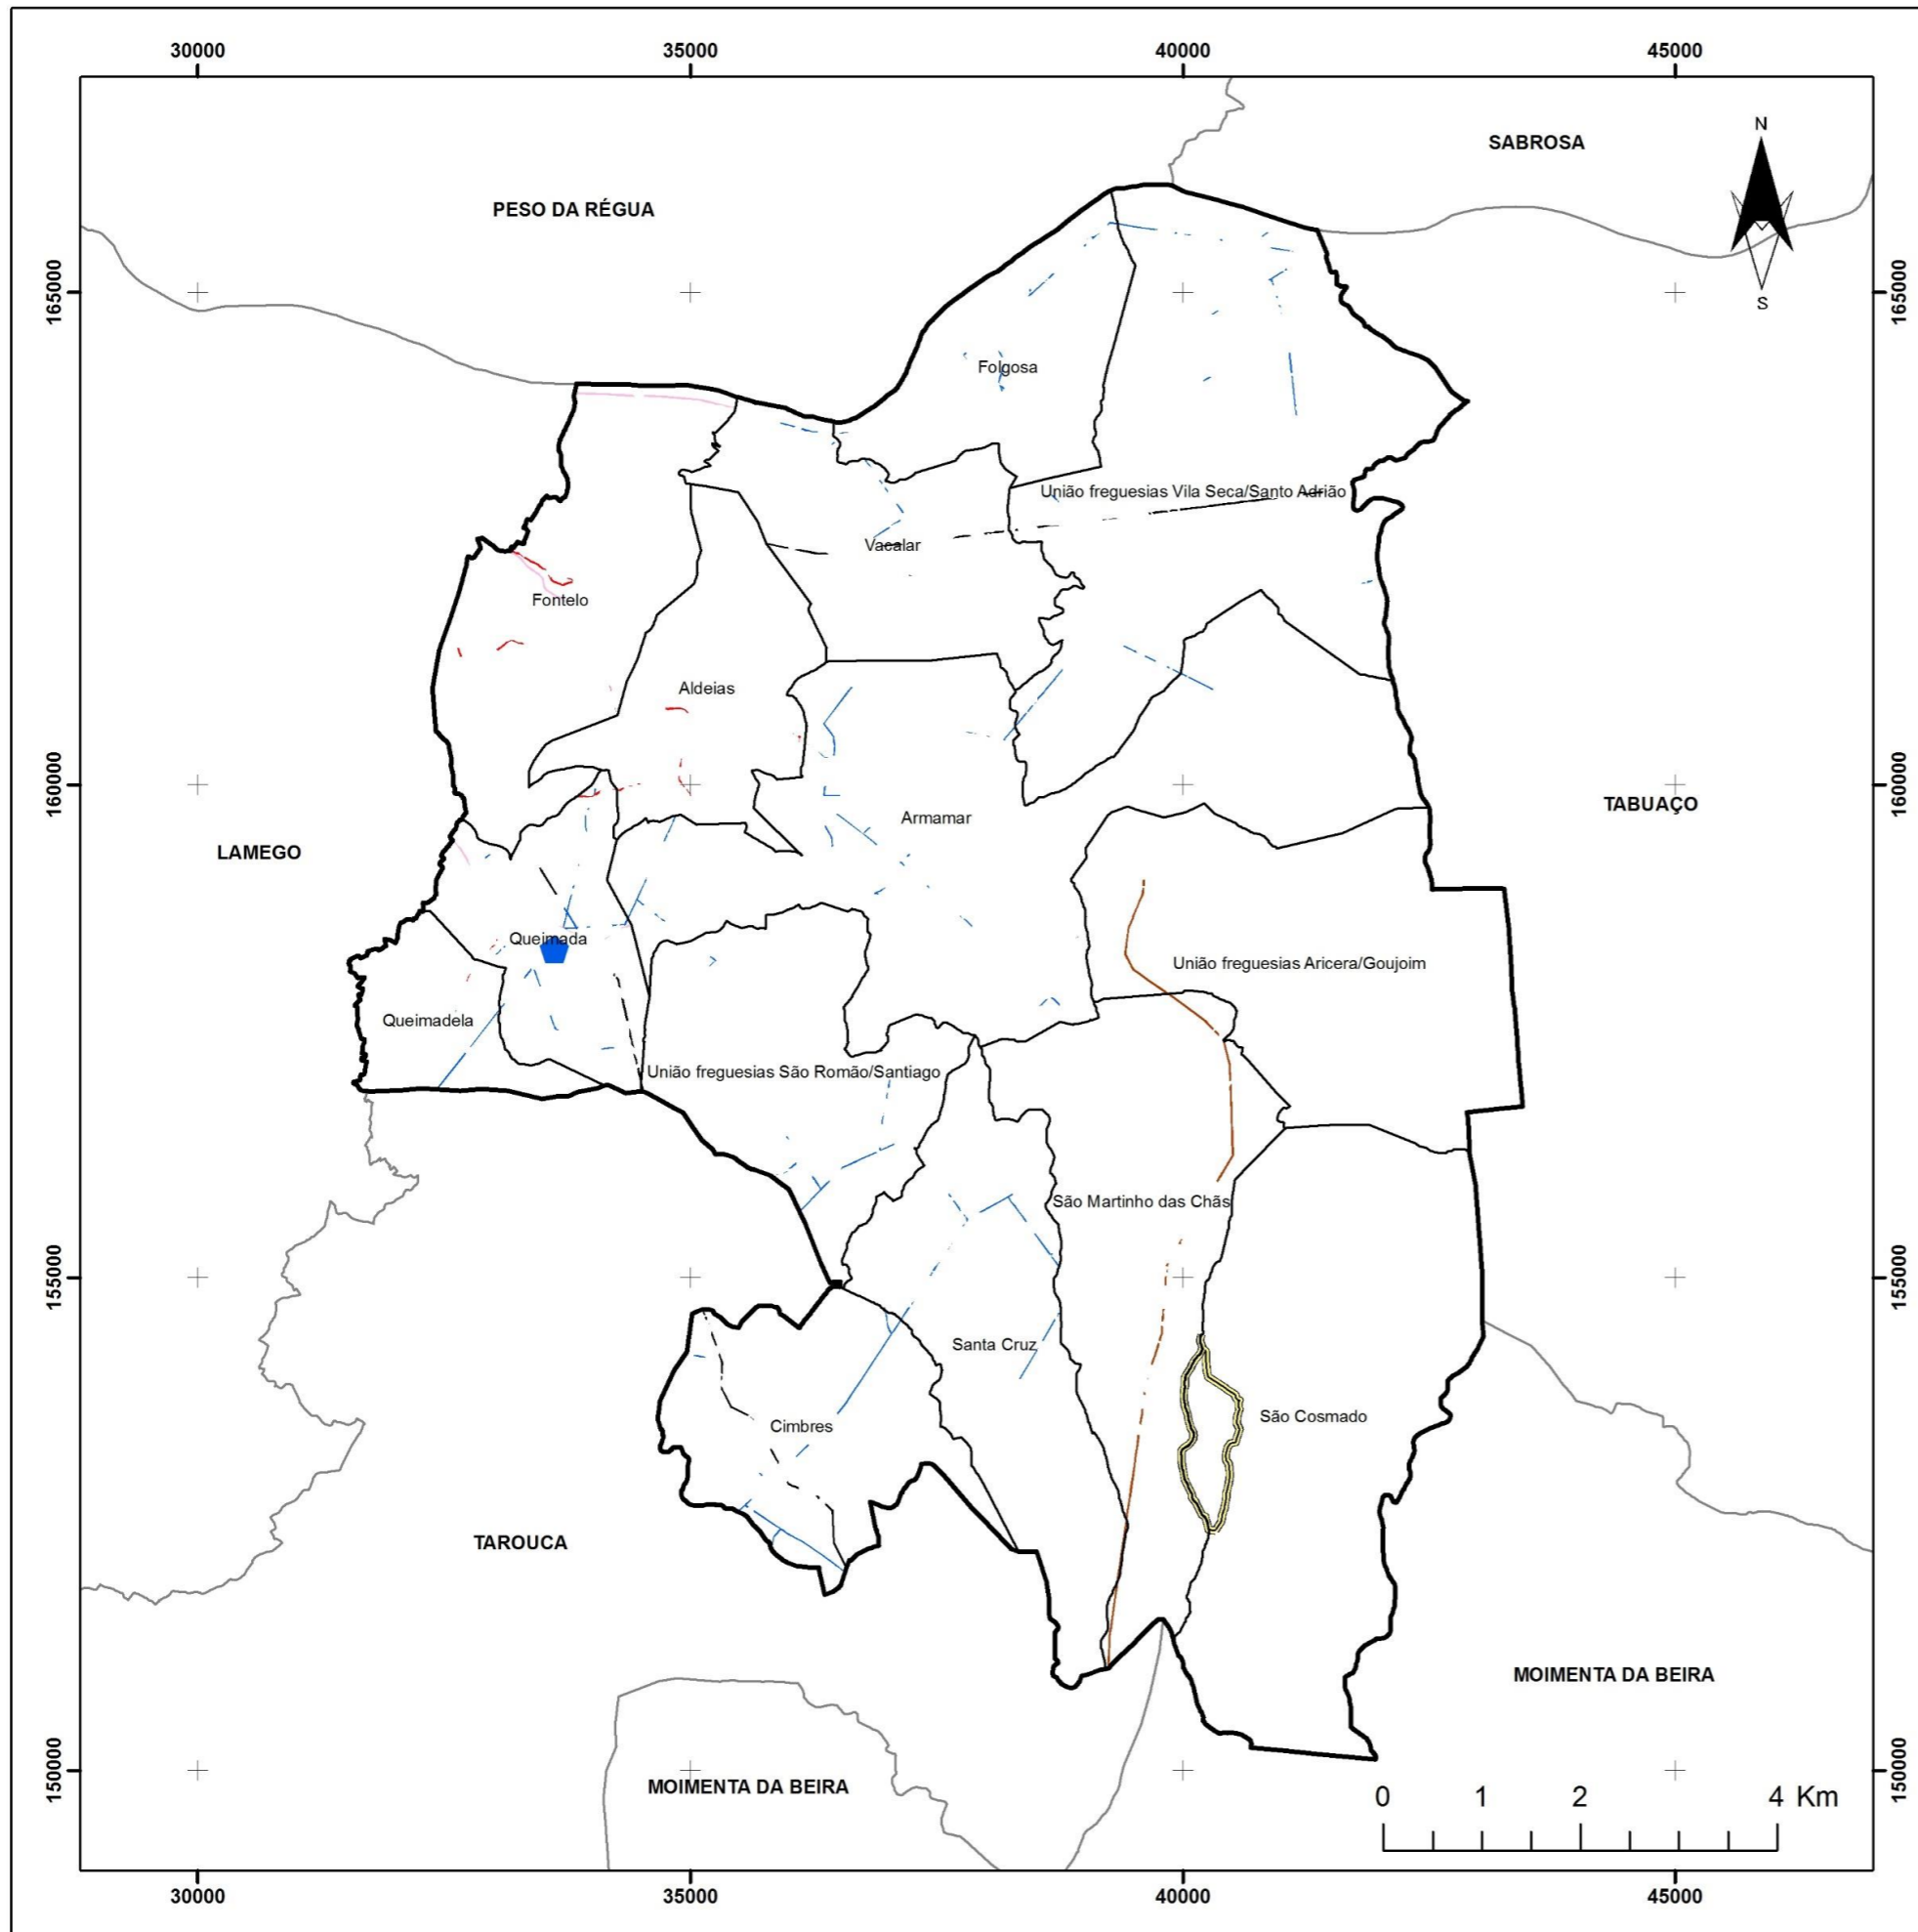 30000 35000 40000 45000
N
SABROSA
PESO DA RÉGUA
S
165000 165000
Folgosa
União freguesias Vila Seca/Santo Adrião
Vacalar
Fontelo
Aldeias
160000 160000
TABUAÇO
Armamar
LAMEGO
Queimada
União freguesias Aricera/Goujoim
Queimadela
União freguesias São Romão/Santiago
São Martinho das Chãs
155000 155000
Santa Cruz
São Cosmado
Cimbres
TAROUCA
MOIMENTA DA BEIRA
150000 150000
MOIMENTA DA BEIRA
0 1 2 4 Km
30000 35000 40000 45000